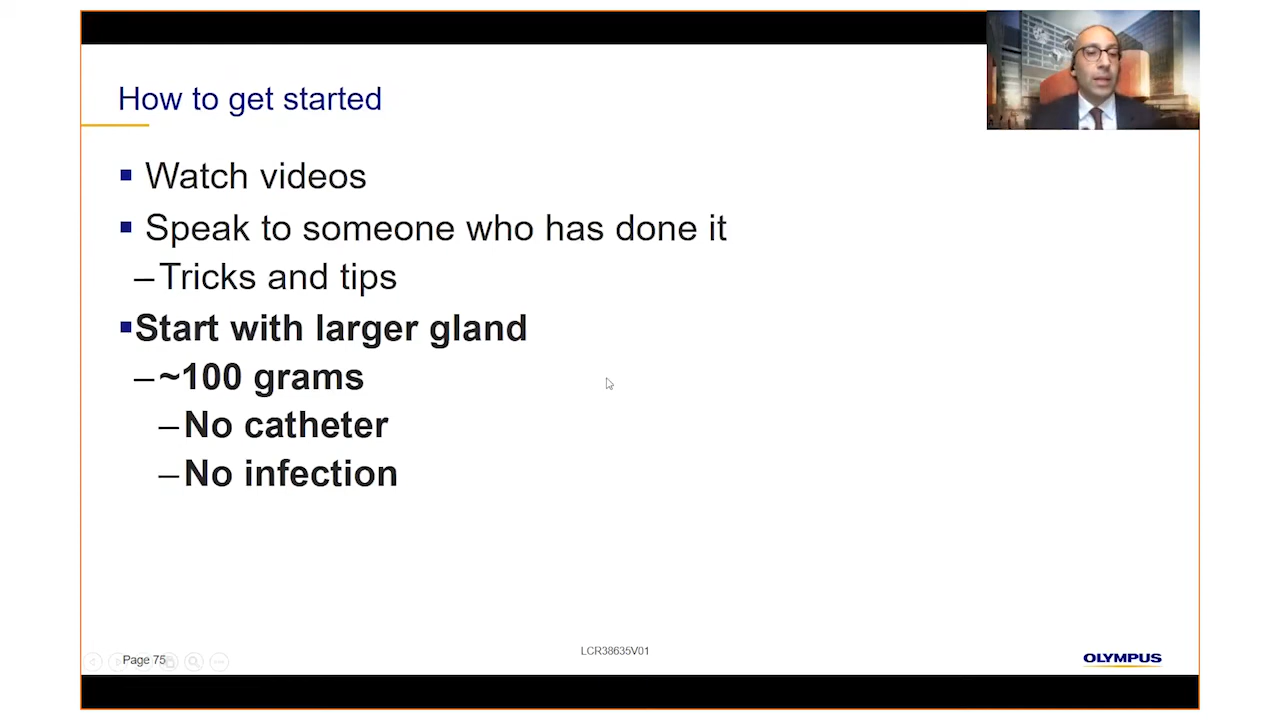 How to get started
▪ Watch videos
▪ Speak to someone who has done it
–Tricks and tips
▪Start with larger gland
–~100 grams
–No catheter
–No infection
LCR38635V01
Page 75
OLYMPUS